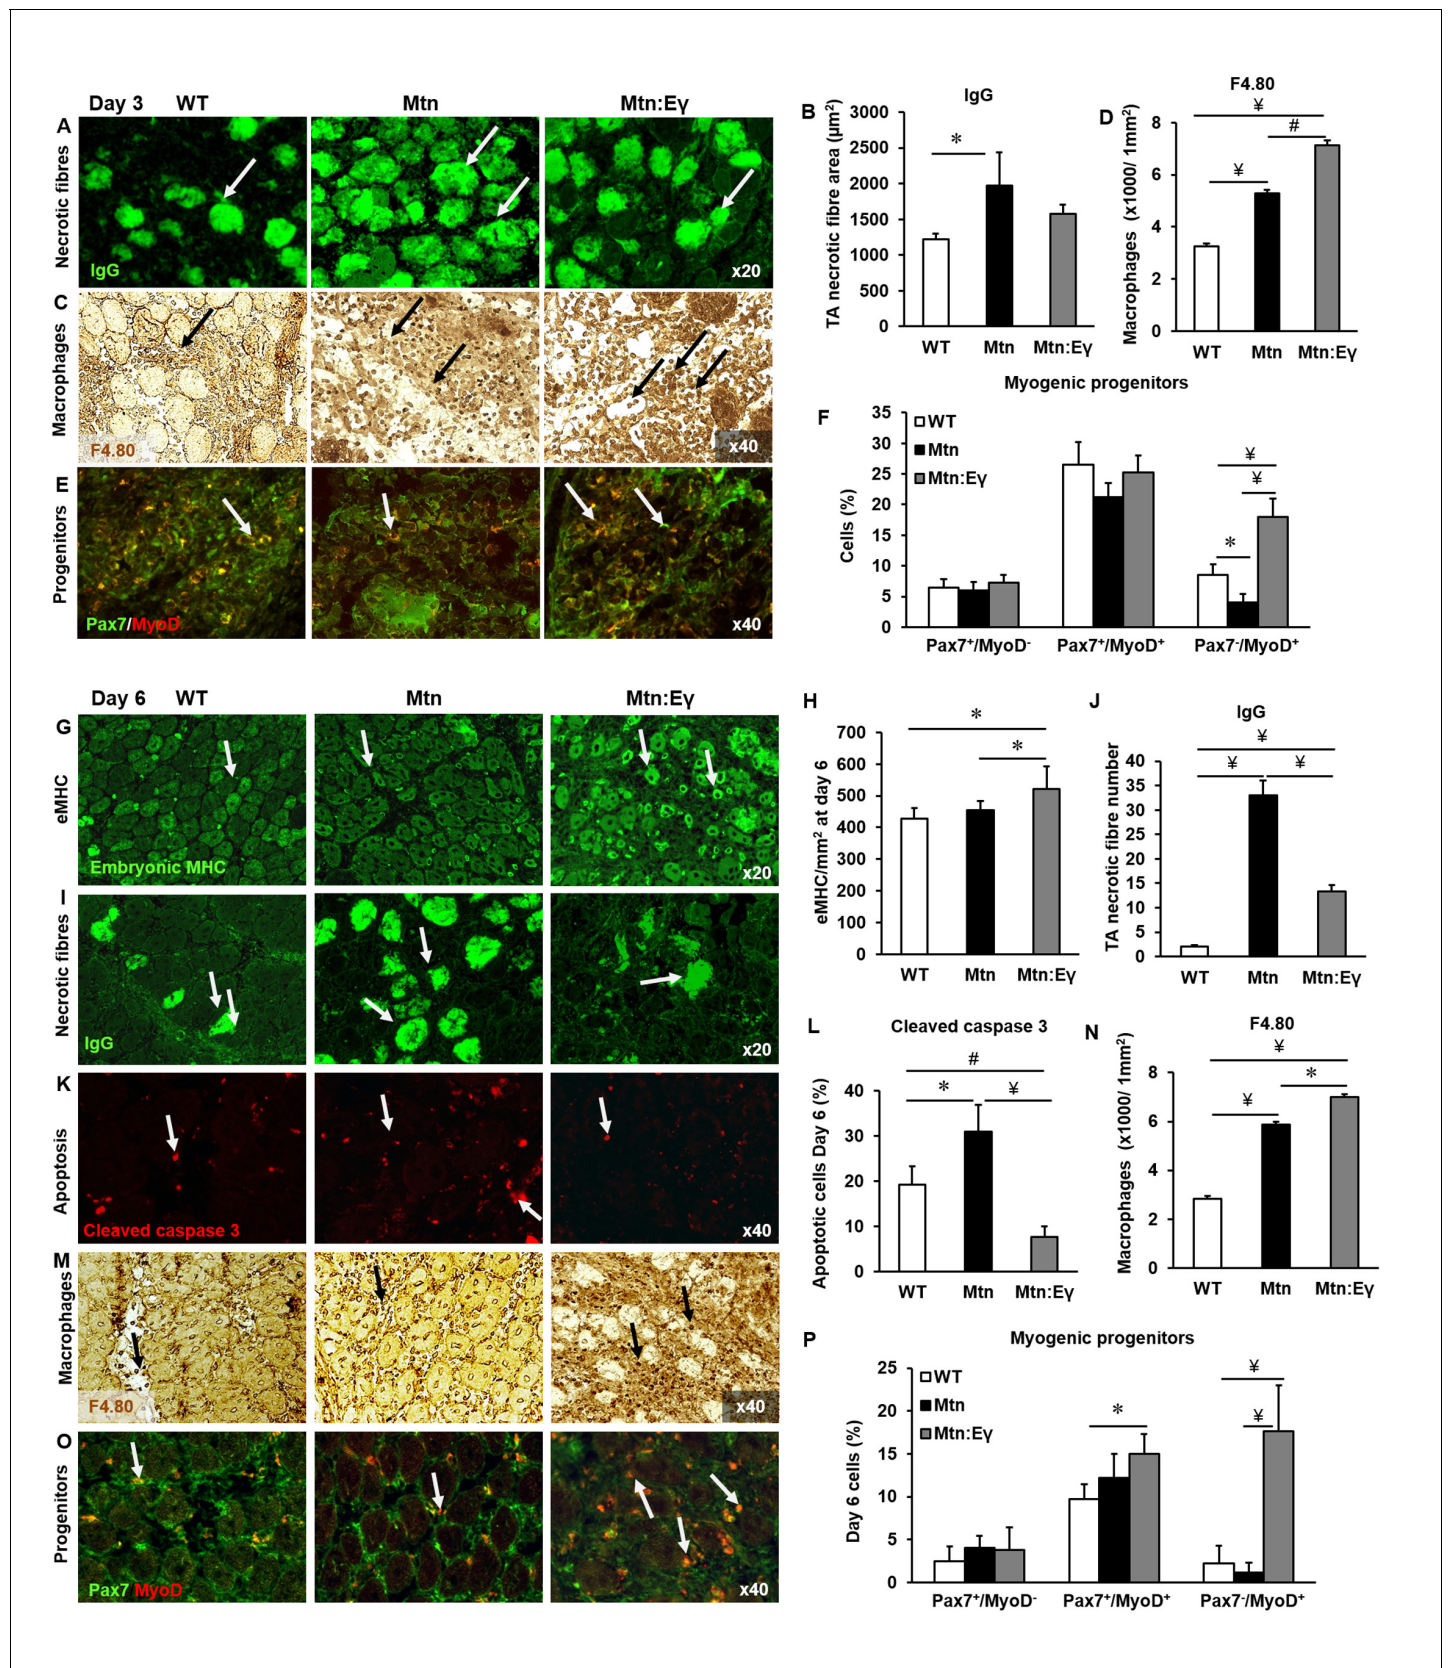 Day 3 WT Mtn Mtn:Eγ
A Necrotic fibres
IgG
x20
B IgG
TA necrotic fibre area (µm²)
3000
2500
2000
1500
1000
500
0
*
WT Mtn Mtn:Eγ
C Macrophages
F4.80
x40
D F4.80
Macrophages (x1000/ 1mm²)
8
6
4
2
0
¥
#
¥
WT Mtn Mtn:Eγ
E Progenitors
Pax7/MyoD
x40
F Myogenic progenitors
Cells (%)
35
30
25
20
15
10
5
0
WT
Mtn
Mtn:Eγ
¥
¥
*
Pax7⁺/MyoD⁻ Pax7⁺/MyoD⁺ Pax7⁻/MyoD⁺
Day 6 WT Mtn Mtn:Eγ
G eMHC
Embryonic MHC
x20
H
eMHC/mm² at day 6
700
600
500
400
300
200
100
0
*
*
WT Mtn Mtn:Eγ
I Necrotic fibres
IgG
x20
J IgG
TA necrotic fibre number
40
35
30
25
20
15
10
5
0
¥
¥ ¥
WT Mtn Mtn:Eγ
K Apoptosis
Cleaved caspase 3
x40
L Cleaved caspase 3
Apoptotic cells Day 6 (%)
40
30
20
10
0
#
* ¥
WT Mtn Mtn:Eγ
M Macrophages
F4.80
x40
N F4.80
Macrophages (x1000/ 1mm²)
8
6
4
2
0
¥
*
¥
WT Mtn Mtn:Eγ
O Progenitors
Pax7 MyoD
x40
P Myogenic progenitors
Day 6 cells (%)
25
20
15
10
5
0
WT
Mtn
Mtn:Eγ
¥
* ¥
Pax7⁺/MyoD⁻ Pax7⁺/MyoD⁺ Pax7⁻/MyoD⁺